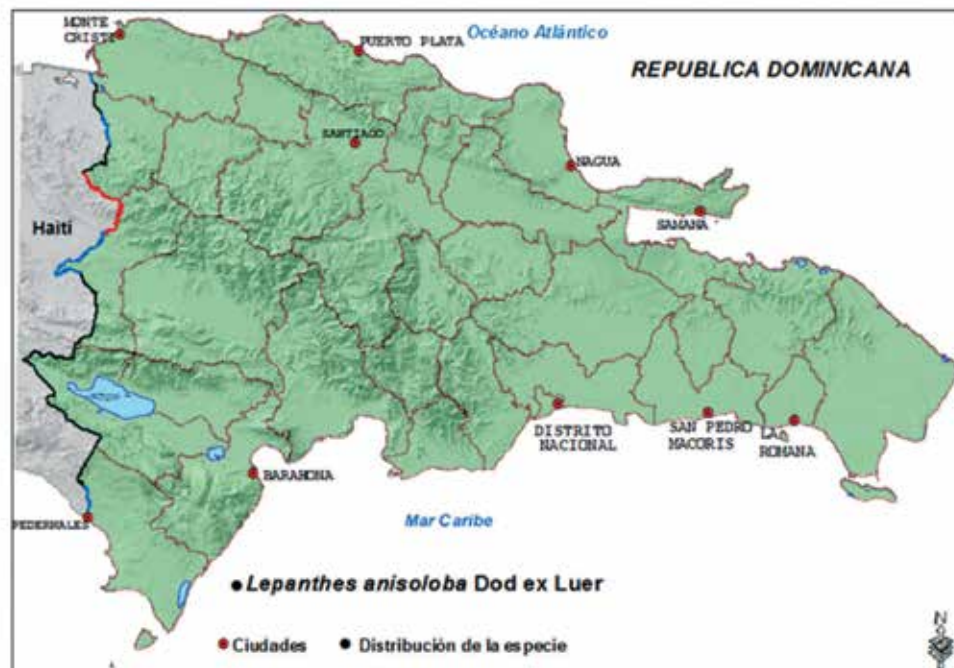 MONTE
CRISTI
PUERTO PLATA
Océano Atlántico
REPUBLICA DOMINICANA
SANTIAGO
NAGUA
SAMANA
Haití
DISTRITO
NACIONAL
SAN PEDRO
MACORIS
LA
ROMANA
BARAHONA
PEDERNALES
Mar Caribe
•Lepanthes anisoloba Dod ex Luer
Ciudades
Distribución de la especie